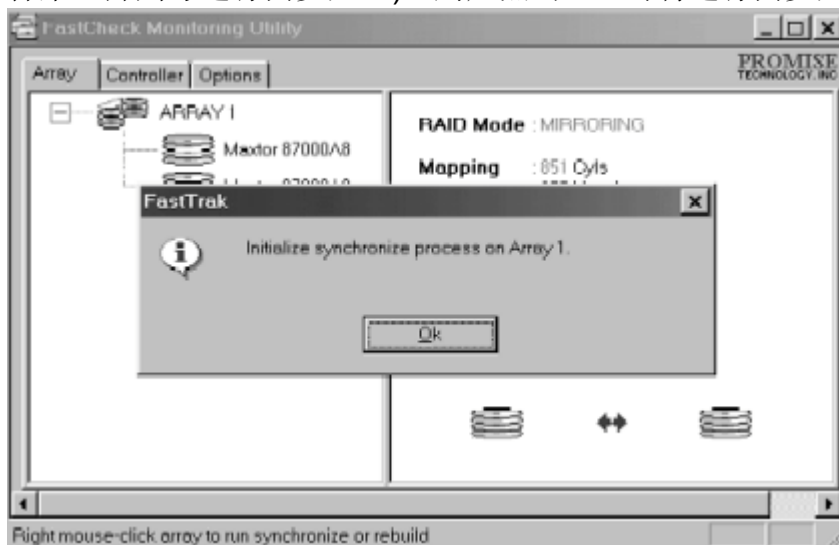 FastCheck Monitoring Utility
PROMISE
TECHNOLOGY, INC
Array
Controller
Options
ARRAY 1
Maxtor 87000A8
RAID Mode : MIRRORING
Mapping : 851 Cyls
FastTrak
Initialize synchronize process on Array 1.
Ok
Right mouse-click array to run synchronize or rebuild